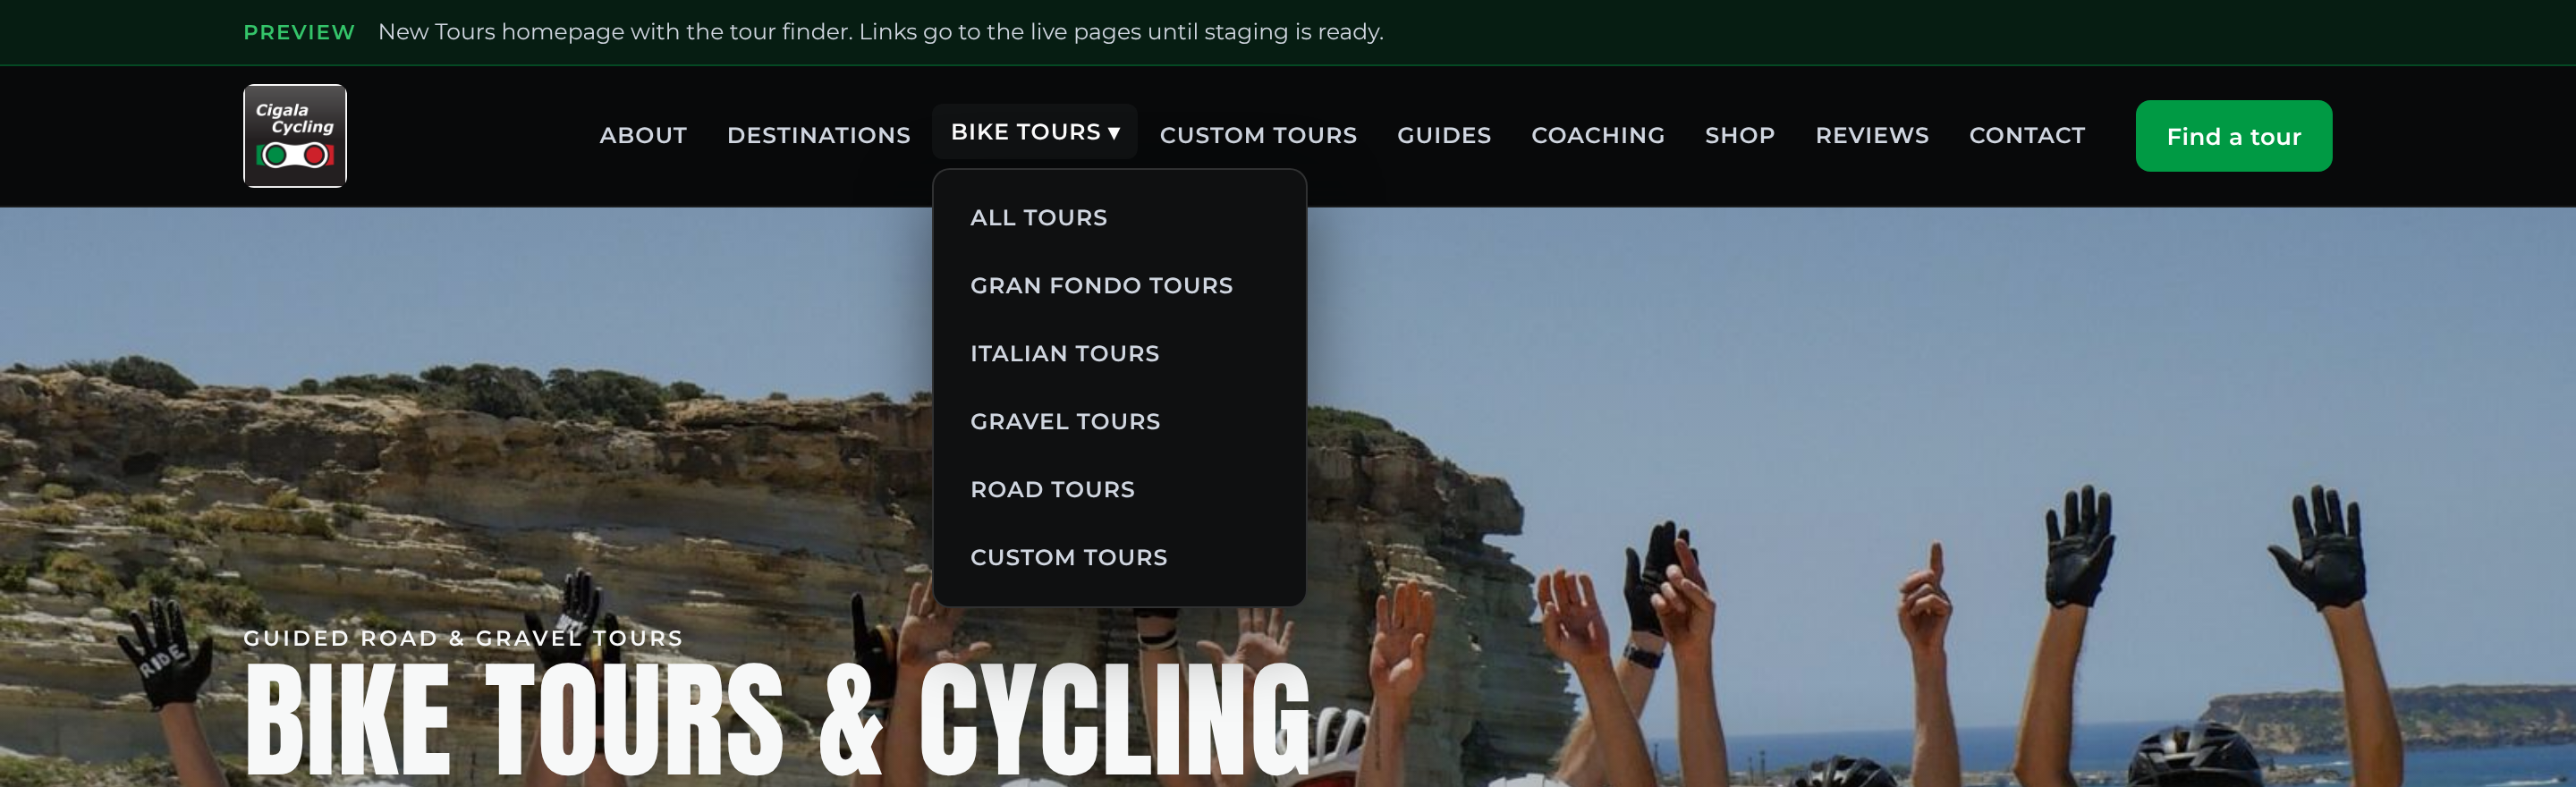 PREVIEW New Tours homepage with the tour finder. Links go to the live pages until staging is ready.
Cigala
Cycling
ABOUT DESTINATIONS BIKE TOURS ▾ CUSTOM TOURS GUIDES COACHING SHOP REVIEWS CONTACT Find a tour
ALL TOURS
GRAN FONDO TOURS
ITALIAN TOURS
GRAVEL TOURS
ROAD TOURS
CUSTOM TOURS
GUIDED ROAD & GRAVEL TOURS
RIDE
BIKE TOURS & CYCLING